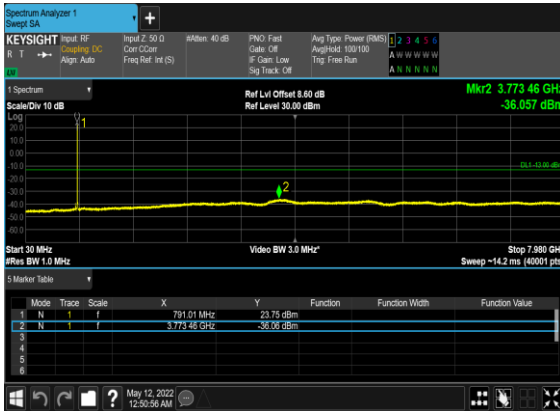 Spectrum Analyzer 1
Swept SA
+
KEYSIGHT
R T
Input: RF
Coupling: DC
Align: Auto
Input Z: 50 Ω
Corr CCorr
Freq Ref: Int (S)
#Atten: 40 dB
PNO: Fast
Gate: Off
IF Gain: Low
Sig Track: Off
Avg Type: Power (RMS)
Avg|Hold: 100/100
Trig: Free Run
1 2 3 4 5 6
A W W W W W
A N N N N N
1 Spectrum
Scale/Div 10 dB
Ref Lvl Offset 8.60 dB
Ref Level 30.00 dBm
Mkr2 3.773 46 GHz
-36.057 dBm
Log
20.0
10.0
0.00
-10.0
-20.0
-30.0
-40.0
-50.0
-60.0
1
2
DL1 -13.00 dBm
Start 30 MHz
#Res BW 1.0 MHz
Video BW 3.0 MHz*
Stop 7.980 GHz
Sweep ~14.2 ms (40001 pts)
5 Marker Table
Mode Trace Scale X Y Function Function Width Function Value
1 N 1 f 791.01 MHz 23.75 dBm
2 N 1 f 3.773 46 GHz -36.06 dBm
3
4
5
6
?
May 12, 2022
12:50:56 AM